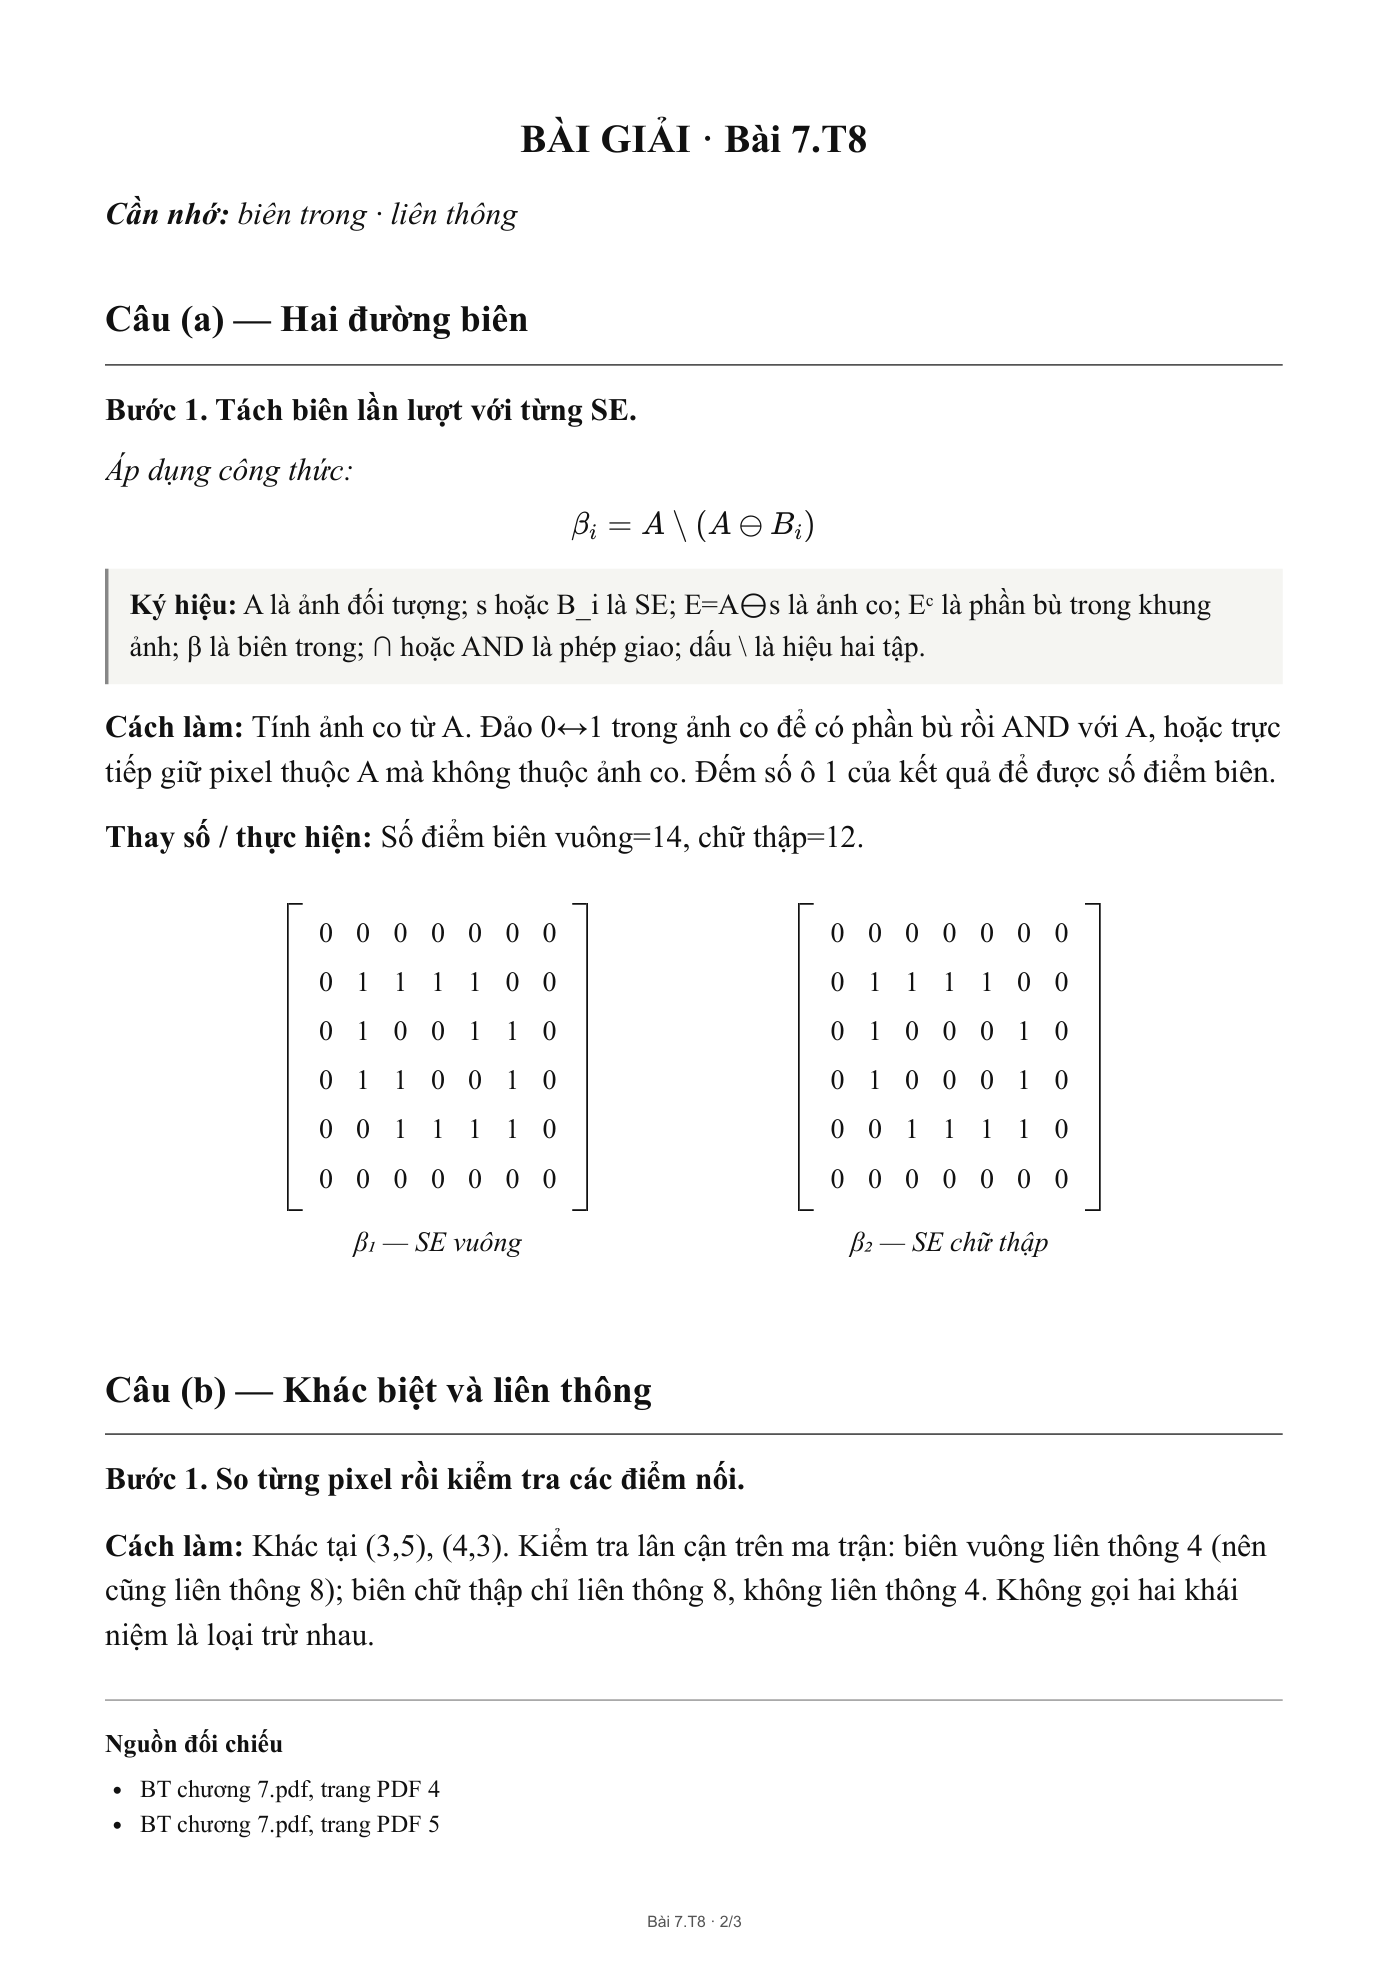 BÀI GIẢI · Bài 7.T8
Cần nhớ: biên trong · liên thông
Câu (a) — Hai đường biên
Bước 1. Tách biên lần lượt với từng SE.
Áp dụng công thức:
βi = A \ (A ⊖ Bi)
Ký hiệu: A là ảnh đối tượng; s hoặc B_i là SE; E=A⊖s là ảnh co; Eᶜ là phần bù trong khung
ảnh; β là biên trong; ∩ hoặc AND là phép giao; dấu \ là hiệu hai tập.
Cách làm: Tính ảnh co từ A. Đảo 0↔1 trong ảnh co để có phần bù rồi AND với A, hoặc trực
tiếp giữ pixel thuộc A mà không thuộc ảnh co. Đếm số ô 1 của kết quả để được số điểm biên.
Thay số / thực hiện: Số điểm biên vuông=14, chữ thập=12.
0 0 0 0 0 0 0
0 1 1 1 1 0 0
0 1 0 0 1 1 0
0 1 1 0 0 1 0
0 0 1 1 1 1 0
0 0 0 0 0 0 0
β₁ — SE vuông
0 0 0 0 0 0 0
0 1 1 1 1 0 0
0 1 0 0 0 1 0
0 1 0 0 0 1 0
0 0 1 1 1 1 0
0 0 0 0 0 0 0
β₂ — SE chữ thập
Câu (b) — Khác biệt và liên thông
Bước 1. So từng pixel rồi kiểm tra các điểm nối.
Cách làm: Khác tại (3,5), (4,3). Kiểm tra lân cận trên ma trận: biên vuông liên thông 4 (nên
cũng liên thông 8); biên chữ thập chỉ liên thông 8, không liên thông 4. Không gọi hai khái
niệm là loại trừ nhau.
Nguồn đối chiếu
• BT chương 7.pdf, trang PDF 4
• BT chương 7.pdf, trang PDF 5
Bài 7.T8 · 2/3